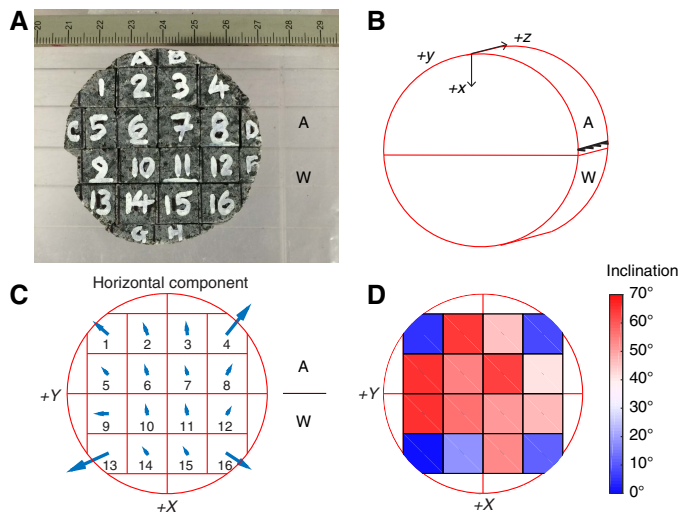 A
20 21 22 23 24 25 26 27 28 29
A B
1 2 3 4
C 5 6 7 8 D
9 10 11 12 F
13 14 15 16
G H
A
W
B
+y
+z
+x
A
W
C
Horizontal component
1 2 3 4
5 6 7 8
9 10 11 12
13 14 15 16
+Y
+X
A
W
D
+Y
+X
Inclination
70°
60°
50°
40°
30°
20°
10°
0°